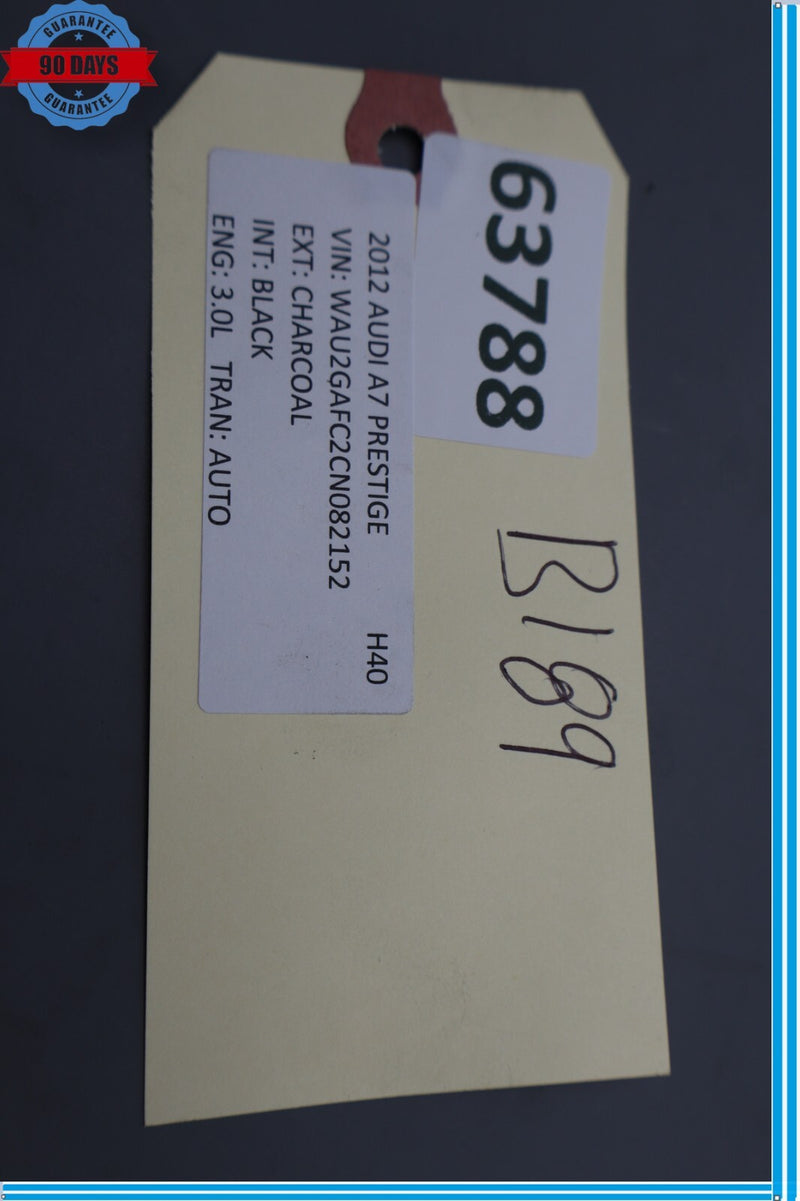 GUARANTEE
90 DAYS
GUARANTEE
63788
2012 AUDI A7 PRESTIGE H40
VIN: WAU2GAFC2CN082152
EXT: CHARCOAL
INT: BLACK
ENG: 3.0L TRAN: AUTO
B189